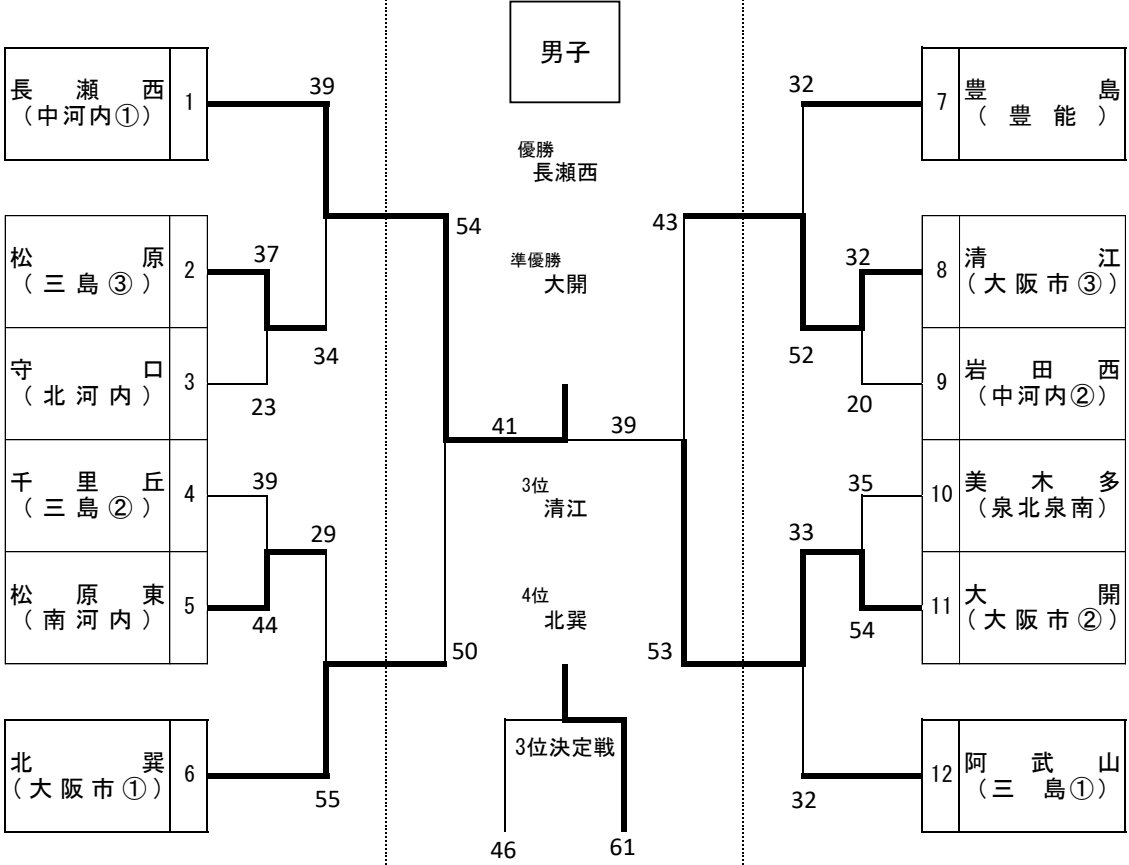 男子
長瀬西
(中河内①)
1
39
松原
(三島③)
2
37
守口
(北河内)
3
23
34
千里丘
(三島②)
4
39
松原東
(南河内)
5
44
29
北巽
(大阪市①)
6
55
54
50
優勝
長瀬西
準優勝
大開
41
39
3位
清江
4位
北巽
3位決定戦
46
61
43
53
32
7
豊島
(豊能)
32
8
清江
(大阪市③)
52
20
9
岩田西
(中河内②)
35
10
美木多
(泉北泉南)
33
54
11
大開
(大阪市②)
32
12
阿武山
(三島①)